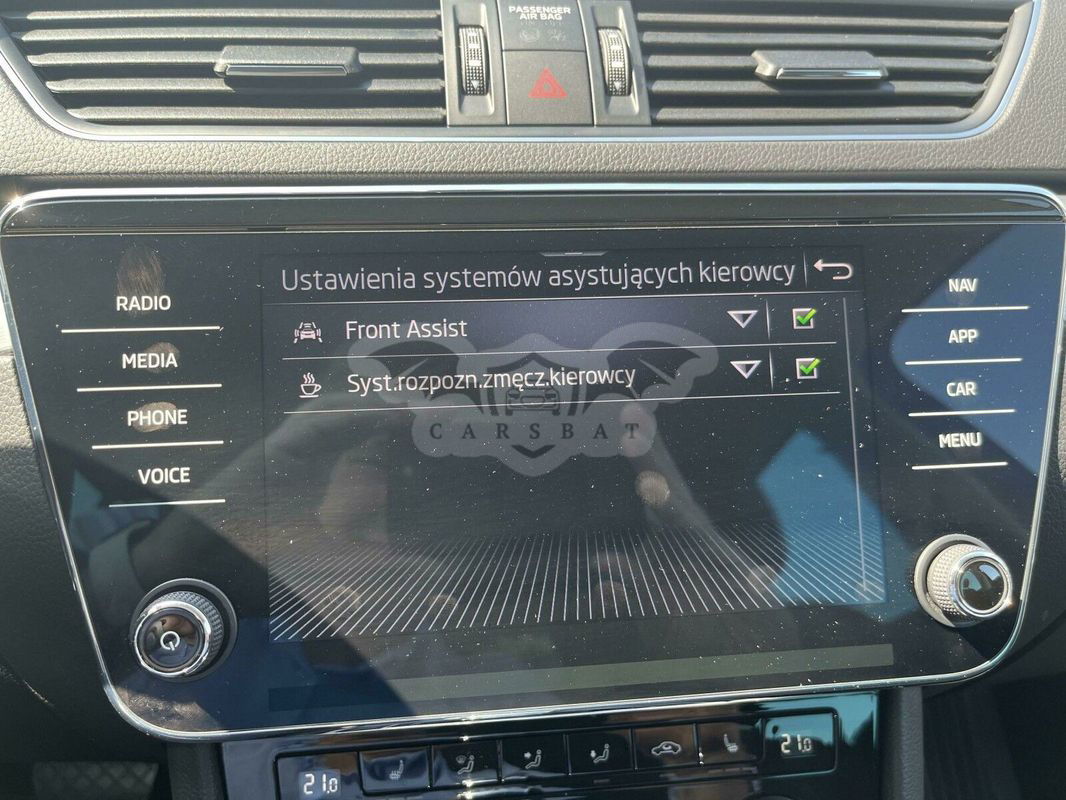 PASSENGER
AIR BAG
Ustawienia systemów asystujących kierowcy
RADIO
NAV
Front Assist
MEDIA
APP
Syst.rozpozn.zmęcz.kierowcy
PHONE
CAR
CARSBAT
MENU
VOICE
21.0
21.0